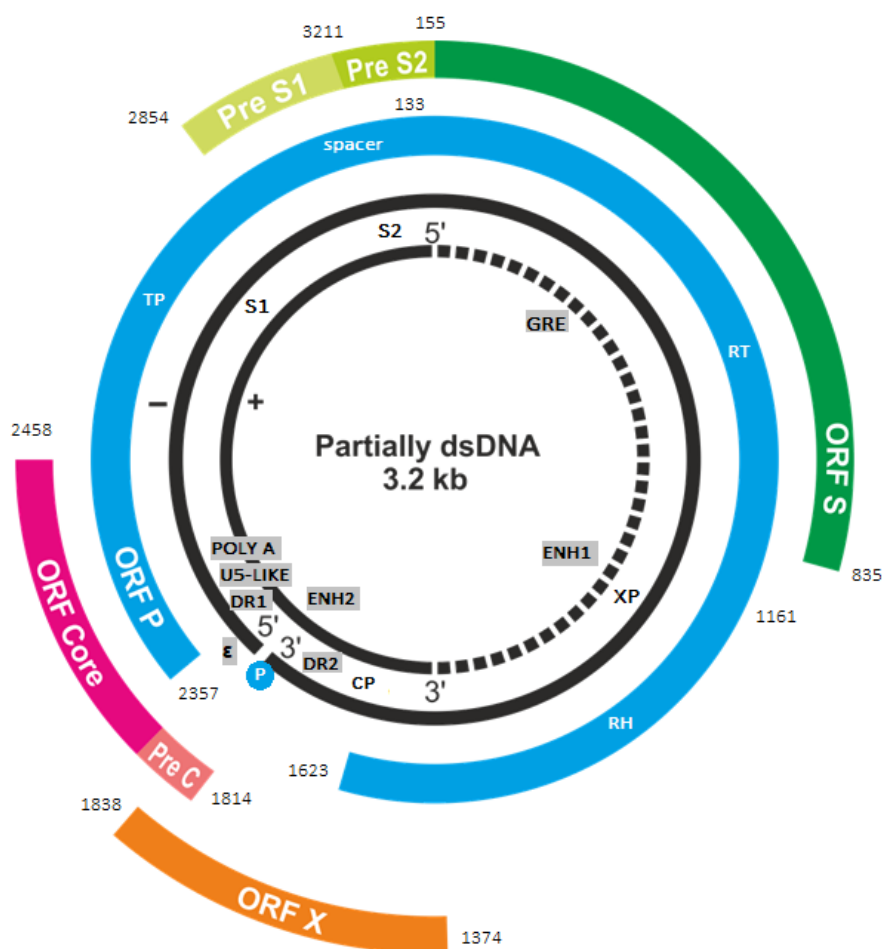 155
3211
Pre S2
Pre S1
2854
133
spacer
S2
5'
S1
TP
GRE
RT
–
+
2458
Partially dsDNA
3.2 kb
ORF S
POLY A
ENH1
U5-LIKE
835
DR1
ENH2
XP
ORF P
1161
5'
3'
ε
DR2
ORF Core
P
CP
3'
2357
RH
Pre C
1623
1814
1838
ORF X
1374